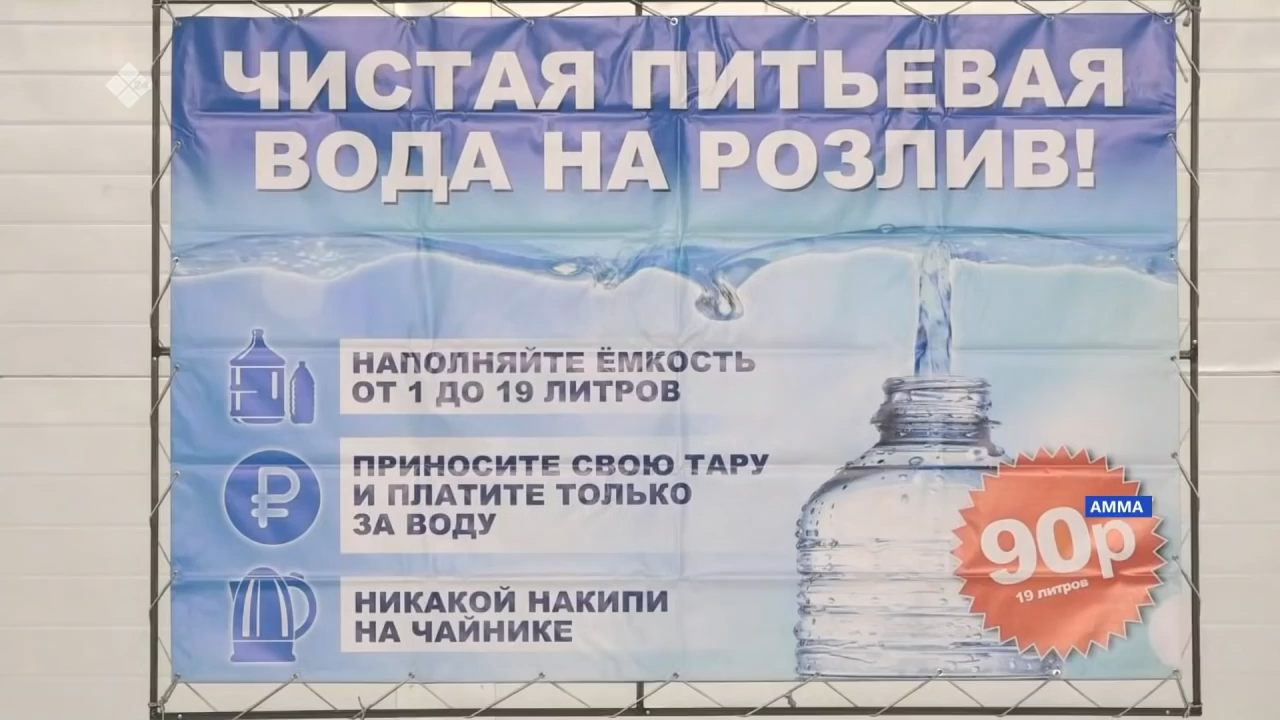 ЧИСТАЯ ПИТЬЕВАЯ
ВОДА НА РОЗЛИВ!
НАПОЛНЯЙТЕ ЁМКОСТЬ
ОТ 1 ДО 19 ЛИТРОВ
ПРИНОСИТЕ СВОЮ ТАРУ
И ПЛАТИТЕ ТОЛЬКО
ЗА ВОДУ
НИКАКОЙ НАКИПИ
НА ЧАЙНИКЕ
АММА
90р
19 литров
24